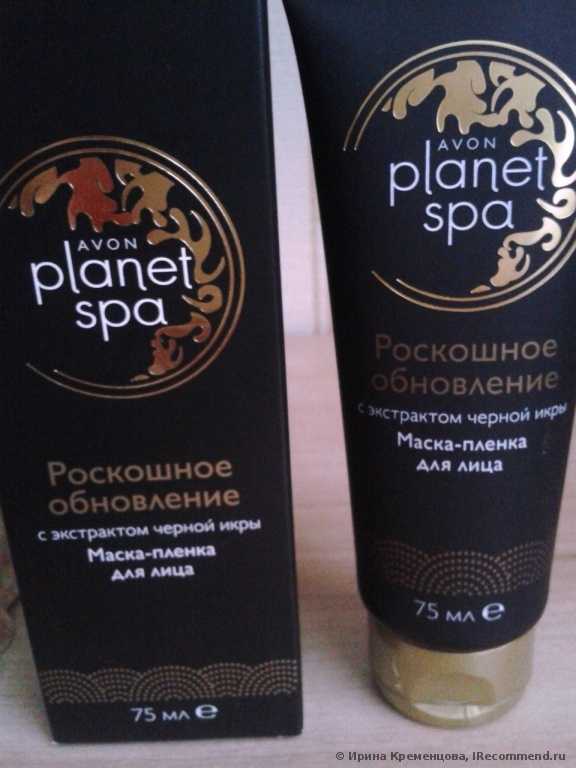 AVON
planet
spa
Роскошное
обновление
с экстрактом черной икры
Маска-пленка
для лица
75 мл e
AVON
planet
spa
Роскошное
обновление
с экстрактом черной икры
Маска-пленка
для лица
75 мл e
© Ирина Кременцова, IRecommend.ru